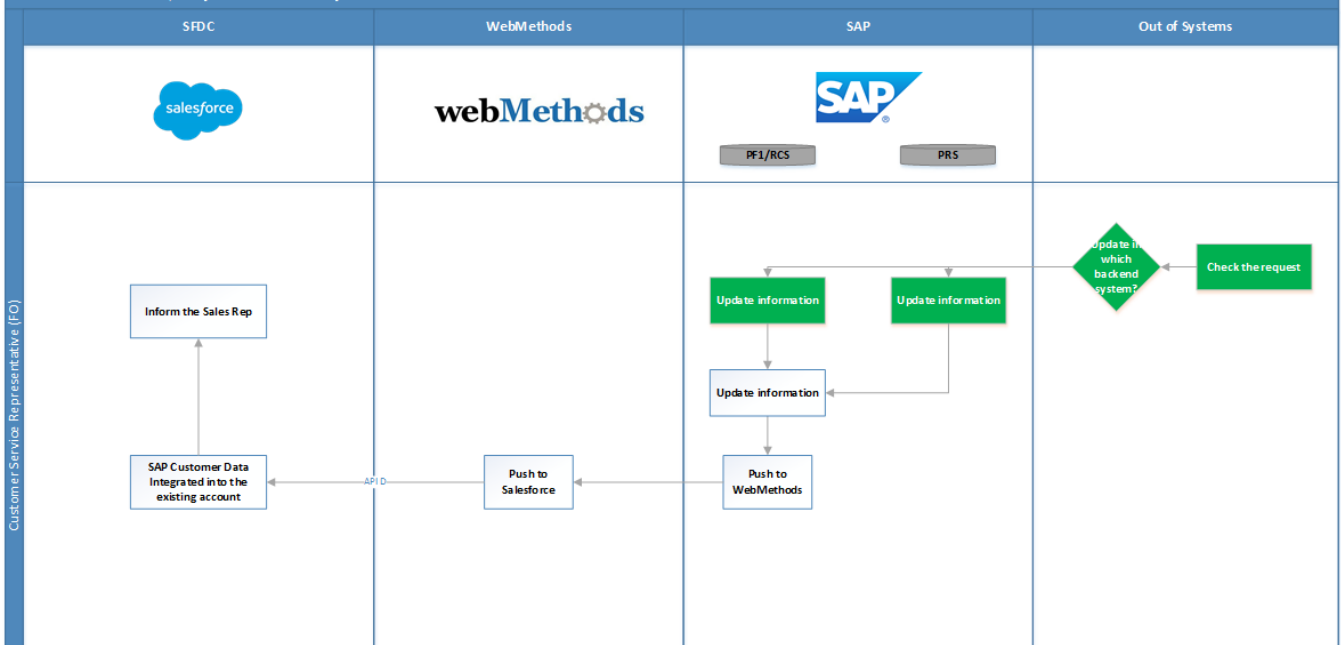 SFDC
WebMethods
SAP
Out of Systems
salesforce
webMethods
SAP
®
PF1/RCS
PRS
Customer Service Representative (FO)
Update in
which
backend
system?
Check the request
Update information
Update information
Inform the Sales Rep
Update information
SAP Customer Data
Integrated into the
existing account
API D
Push to
Salesforce
Push to
WebMethods